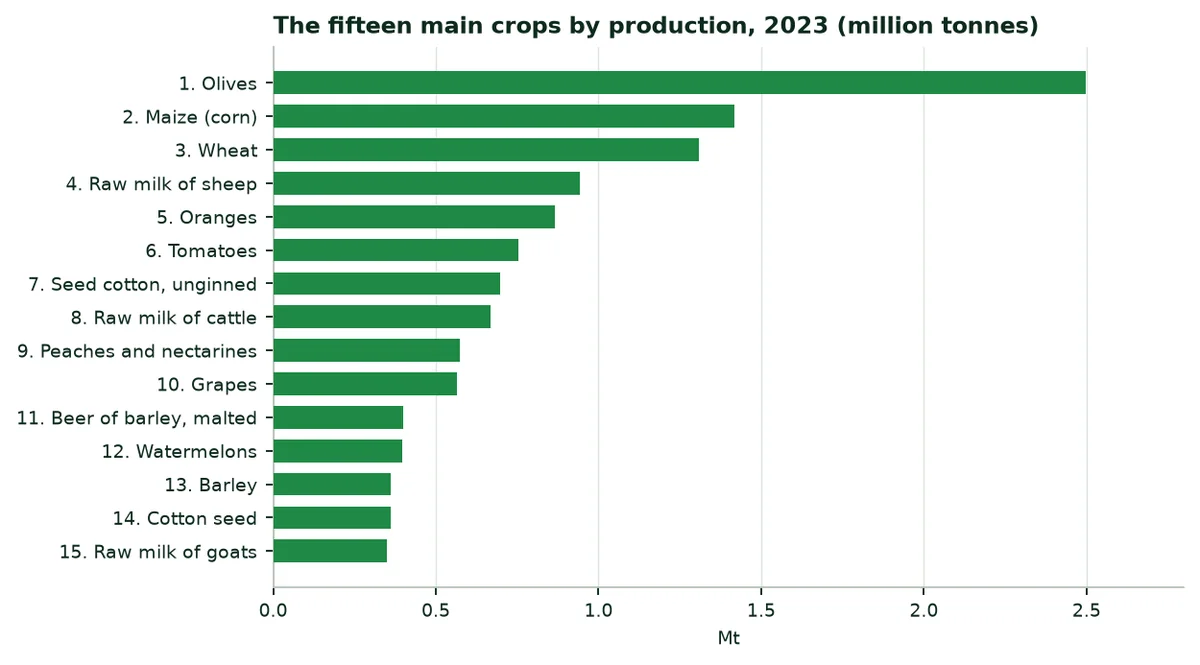 The fifteen main crops by production, 2023 (million tonnes)
1. Olives
2. Maize (corn)
3. Wheat
4. Raw milk of sheep
5. Oranges
6. Tomatoes
7. Seed cotton, unginned
8. Raw milk of cattle
9. Peaches and nectarines
10. Grapes
11. Beer of barley, malted
12. Watermelons
13. Barley
14. Cotton seed
15. Raw milk of goats
0.0 0.5 1.0 1.5 2.0 2.5
Mt